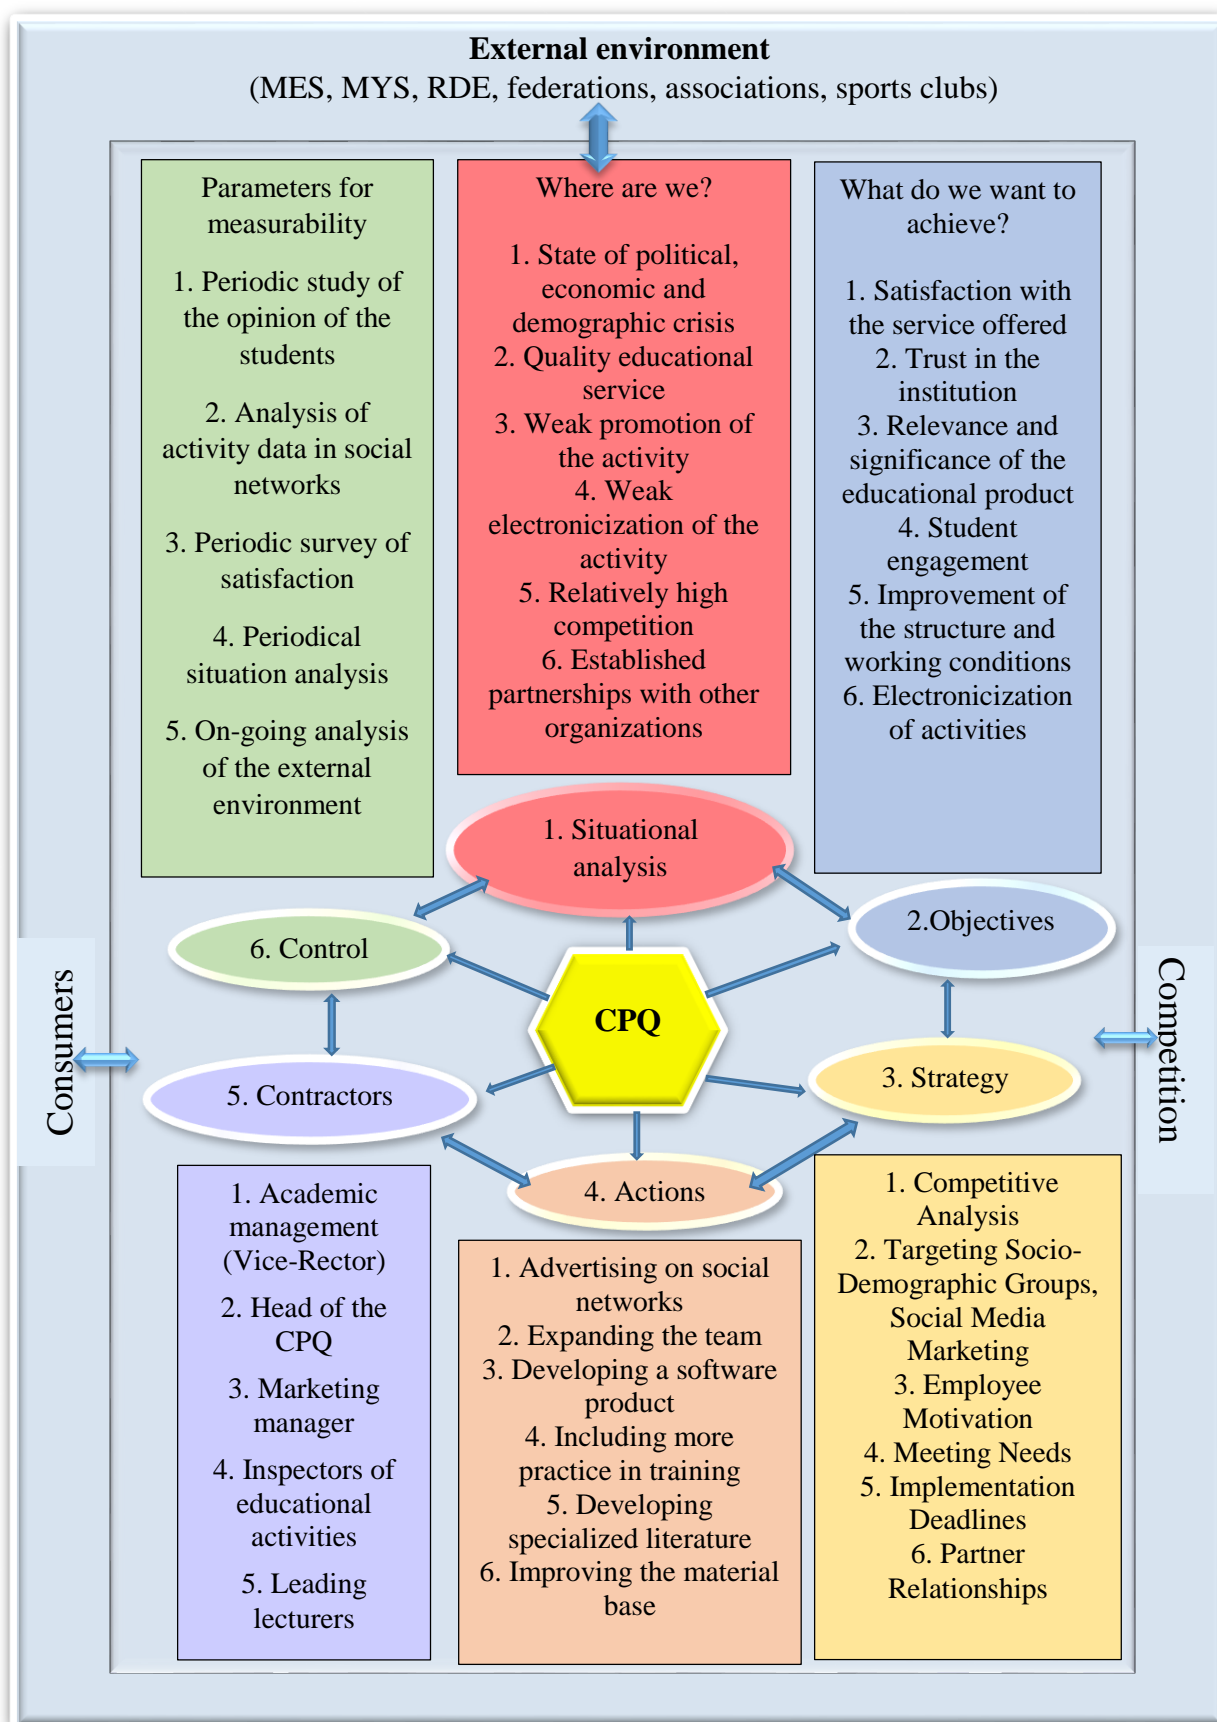 External environment
(MES, MYS, RDE, federations, associations, sports clubs)
Parameters for
measurability
1. Periodic study of
the opinion of the
students
2. Analysis of
activity data in social
networks
3. Periodic survey of
satisfaction
4. Periodical
situation analysis
5. On-going analysis
of the external
environment
Where are we?
1. State of political,
economic and
demographic crisis
2. Quality educational
service
3. Weak promotion of
the activity
4. Weak
electronicization of the
activity
5. Relatively high
competition
6. Established
partnerships with other
organizations
What do we want to
achieve?
1. Satisfaction with
the service offered
2. Trust in the
institution
3. Relevance and
significance of the
educational product
4. Student
engagement
5. Improvement of
the structure and
working conditions
6. Electronicization
of activities
1. Situational
analysis
6. Control
2.Objectives
CPQ
Consumers
Competition
5. Contractors
3. Strategy
4. Actions
1. Academic
management
(Vice-Rector)
2. Head of the
CPQ
3. Marketing
manager
4. Inspectors of
educational
activities
5. Leading
lecturers
1. Advertising on social
networks
2. Expanding the team
3. Developing a software
product
4. Including more
practice in training
5. Developing
specialized literature
6. Improving the material
base
1. Competitive
Analysis
2. Targeting Socio-
Demographic Groups,
Social Media
Marketing
3. Employee
Motivation
4. Meeting Needs
5. Implementation
Deadlines
6. Partner
Relationships